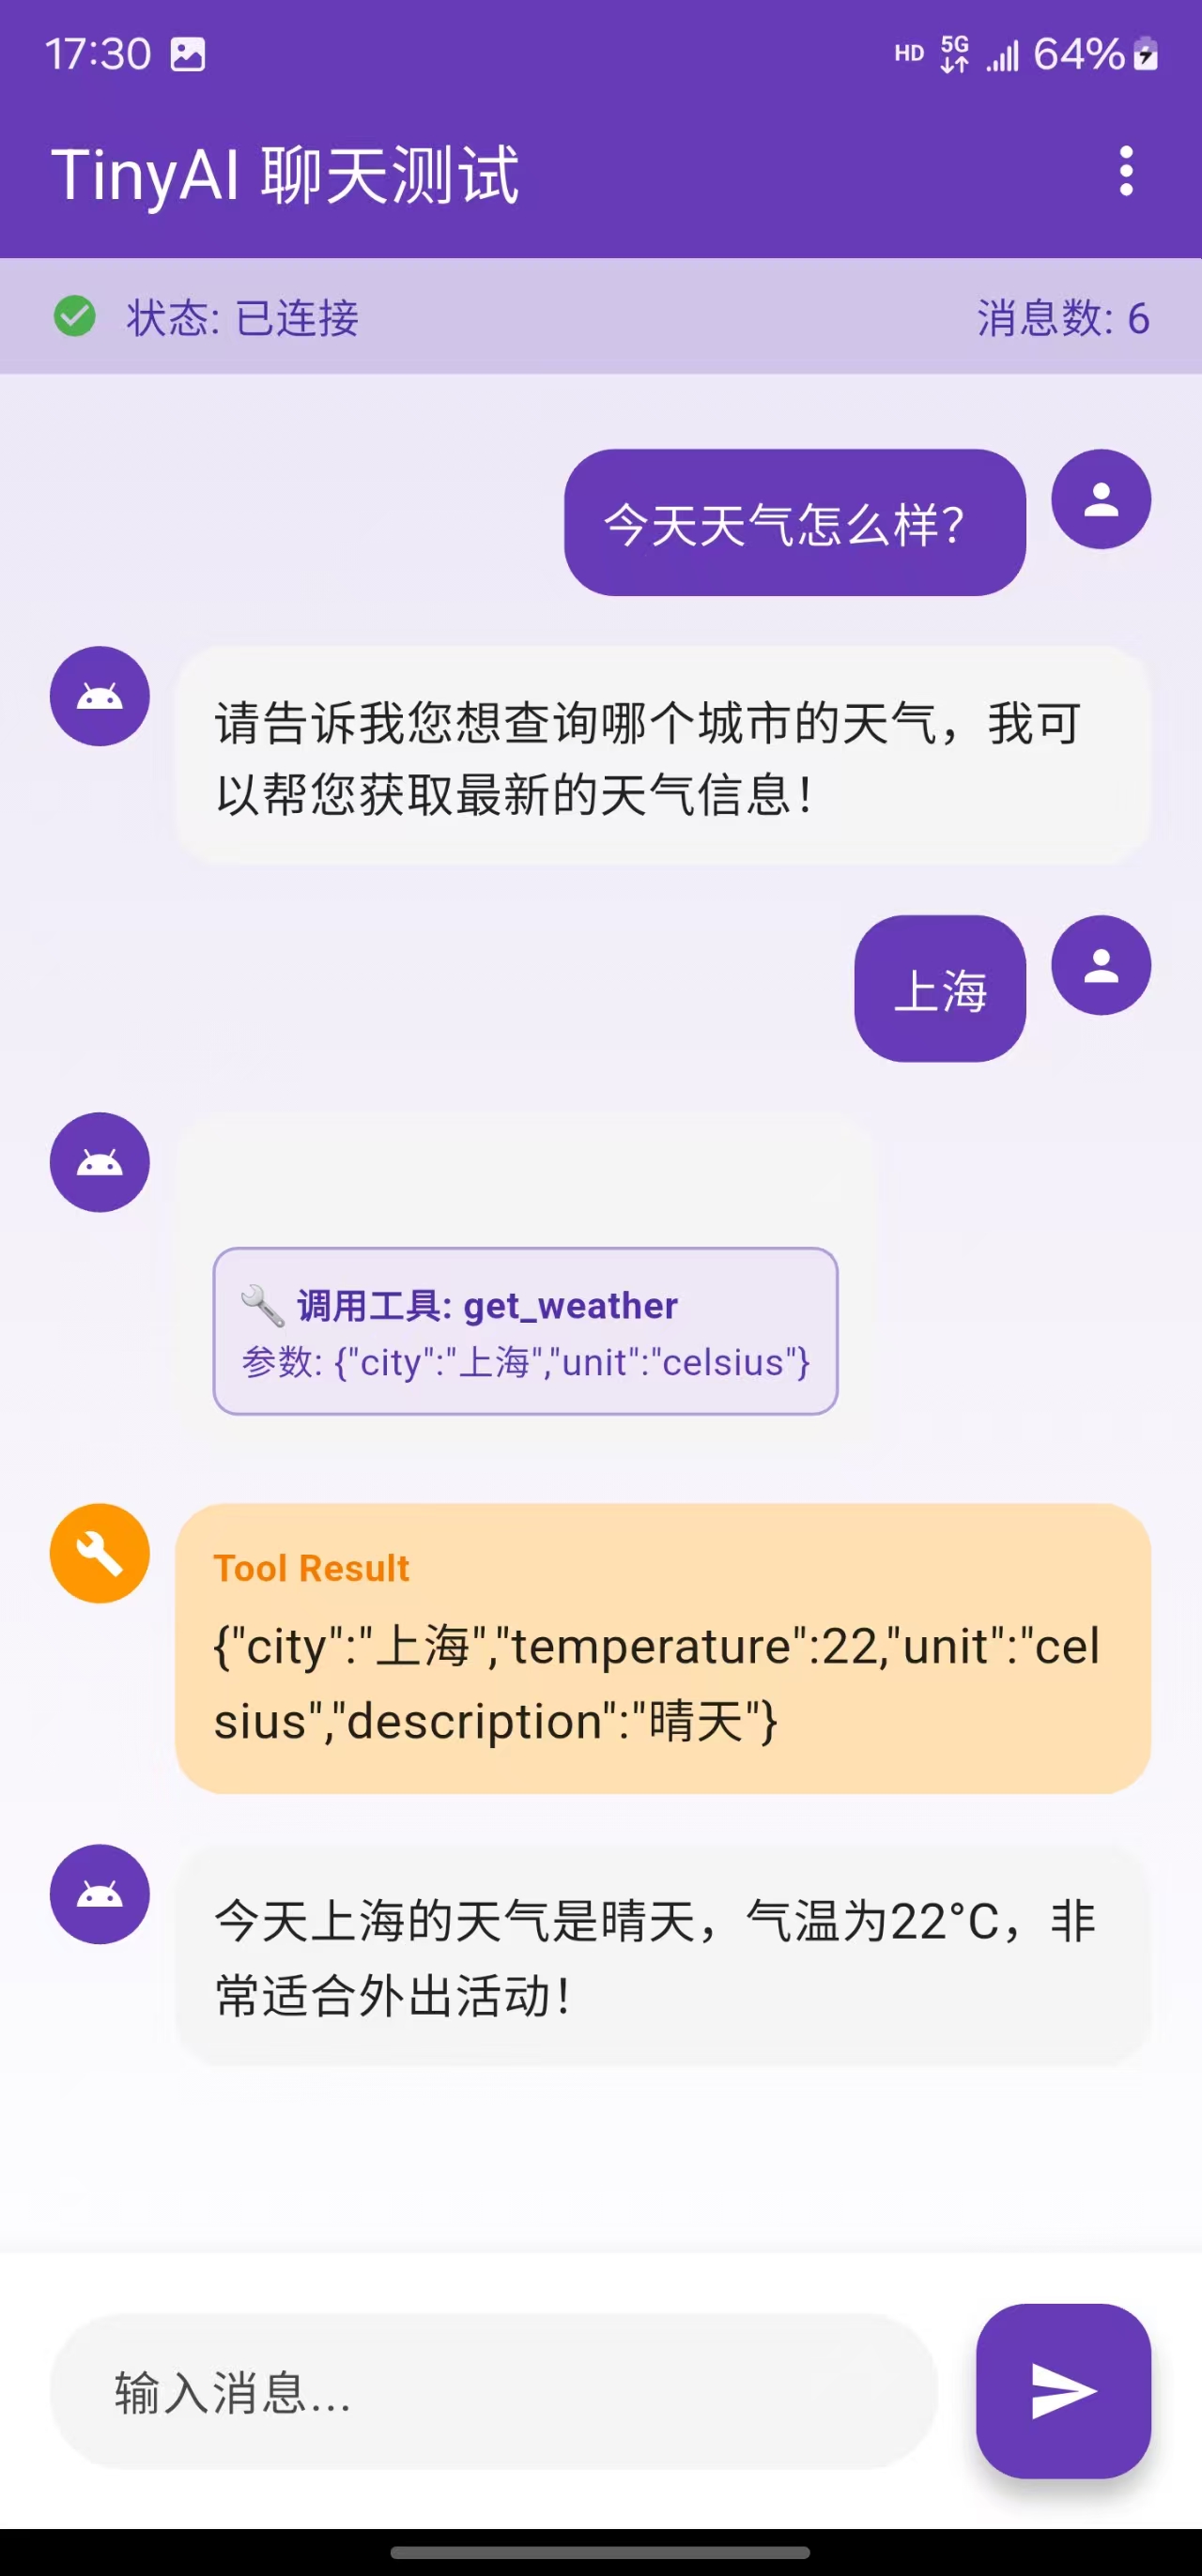 17:30
HD 5G 64%
TinyAI 聊天测试
状态: 已连接
消息数: 6
今天天气怎么样？
请告诉我您想查询哪个城市的天气，我可
以帮您获取最新的天气信息！
上海
调用工具: get_weather
参数: {"city":"上海","unit":"celsius"}
Tool Result
{"city":"上海","temperature":22,"unit":"cel
sius","description":"晴天"}
今天上海的天气是晴天，气温为22°C，非
常适合外出活动！
输入消息...